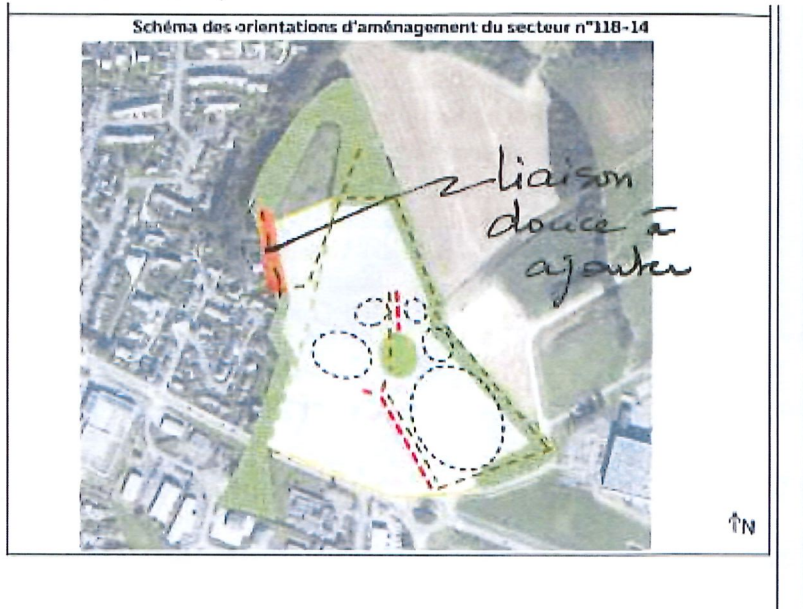 Schéma des orientations d'aménagement du secteur n°118-14
liaison
douce à
ajouter
N